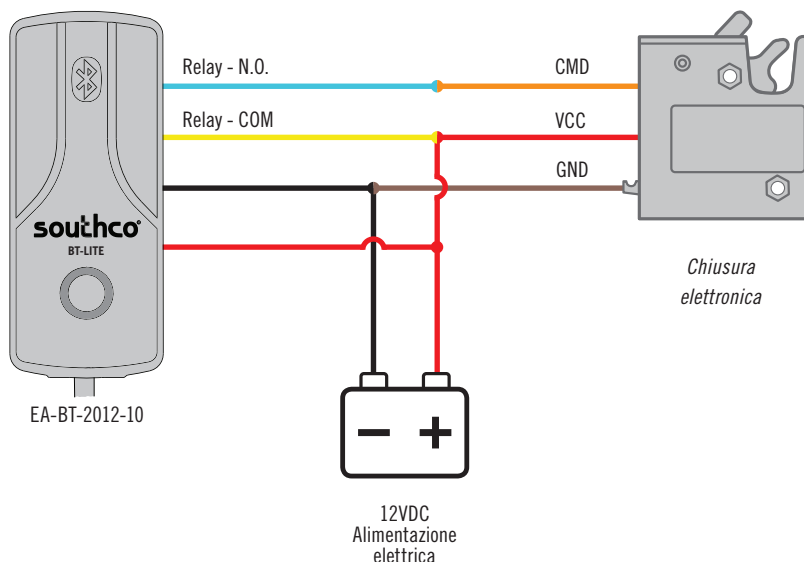 Relay - N.O.
CMD
Relay - COM
VCC
GND
southco
BT-LITE
EA-BT-2012-10
Chiusura
elettronica
12VDC
Alimentazione
elettrica